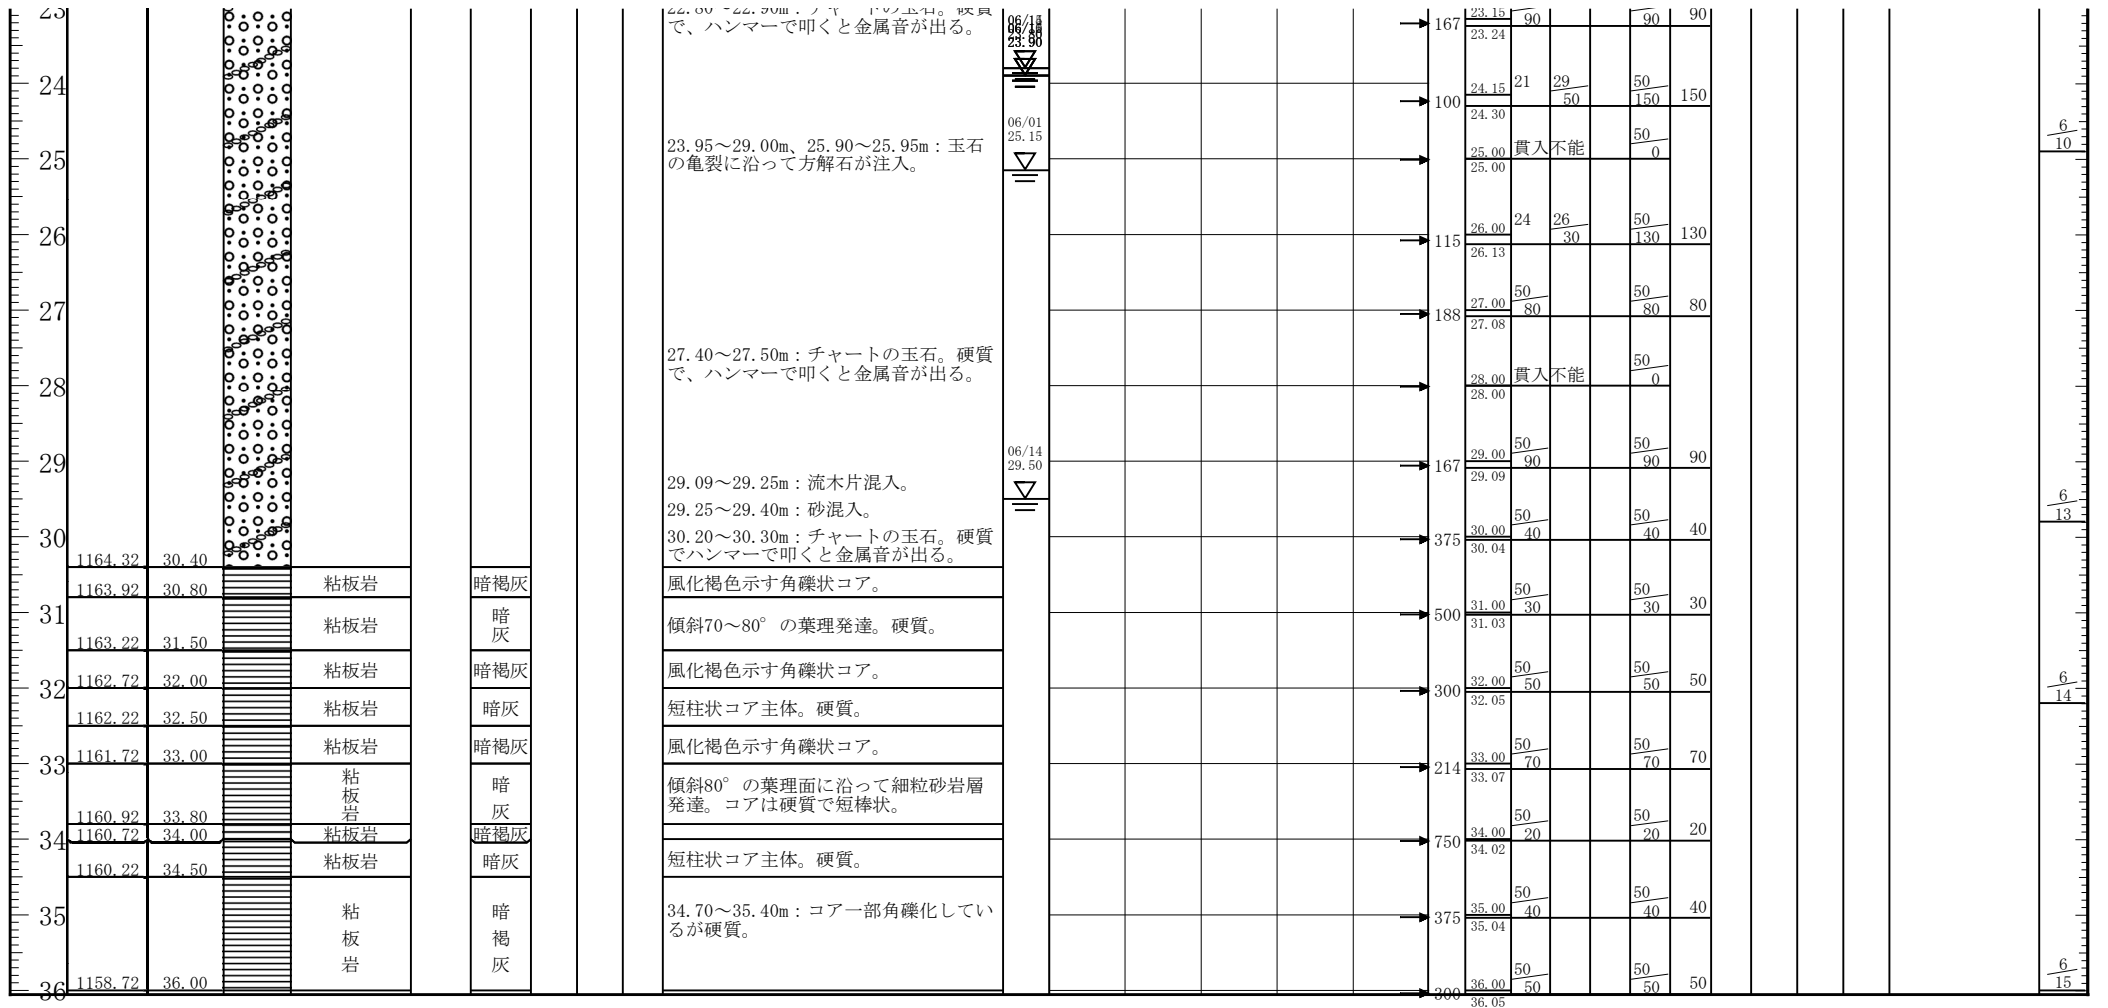 23
22.80～22.90m：チャートの玉石。硬質
で、ハンマーで叩くと金属音が出る。
23.90
167
23.15
23.24
90
90
90
24
100
24.15
24.30
21
29
50
50
150
150
06/01
25.15
23.95～29.00m、25.90～25.95m：玉石
の亀裂に沿って方解石が注入。
25
25.00
25.00
貫入不能
50
0
6
10
26
115
26.00
26.13
24
26
30
50
130
130
27
188
27.00
27.08
50
80
50
80
80
27.40～27.50m：チャートの玉石。硬質
で、ハンマーで叩くと金属音が出る。
28
28.00
28.00
貫入不能
50
0
06/14
29.50
29
167
29.00
29.09
50
90
50
90
90
29.09～29.25m：流木片混入。
29.25～29.40m：砂混入。
6
13
30
30.20～30.30m：チャートの玉石。硬質
でハンマーで叩くと金属音が出る。
375
30.00
30.04
50
40
50
40
40
1164.32 30.40
1163.92 30.80
粘板岩
暗褐灰
風化褐色示す角礫状コア。
31
500
31.00
31.03
50
30
50
30
30
1163.22 31.50
粘板岩
暗
灰
傾斜70～80°の葉理発達。硬質。
1162.72 32.00
粘板岩
暗褐灰
風化褐色示す角礫状コア。
32
300
32.00
32.05
50
50
50
50
50
6
14
1162.22 32.50
粘板岩
暗灰
短柱状コア主体。硬質。
1161.72 33.00
粘板岩
暗褐灰
風化褐色示す角礫状コア。
33
214
33.00
33.07
50
70
50
70
70
1160.92 33.80
粘
板
岩
暗
灰
傾斜80°の葉理面に沿って細粒砂岩層
発達。コアは硬質で短棒状。
1160.72 34.00
粘板岩
暗褐灰
34
750
34.00
34.02
50
20
50
20
20
1160.22 34.50
粘板岩
暗灰
短柱状コア主体。硬質。
35
375
35.00
35.04
50
40
50
40
40
粘
板
岩
暗
褐
灰
34.70～35.40m：コア一部角礫化してい
るが硬質。
1158.72 36.00
36
300
36.00
36.05
50
50
50
50
50
6
15